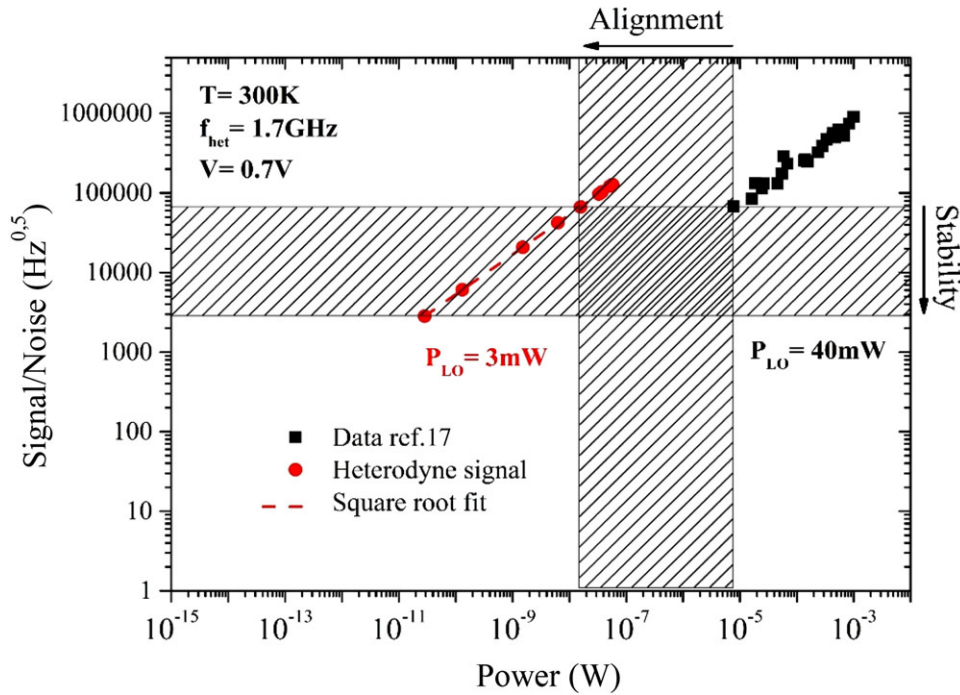 Alignment
T= 300K
f_het= 1.7GHz
V= 0.7V
Signal/Noise (Hz^0,5)
1000000
100000
10000
1000
100
10
1
Stability
P_LO= 3mW
P_LO= 40mW
Data ref.17
Heterodyne signal
Square root fit
10^-15 10^-13 10^-11 10^-9 10^-7 10^-5 10^-3
Power (W)